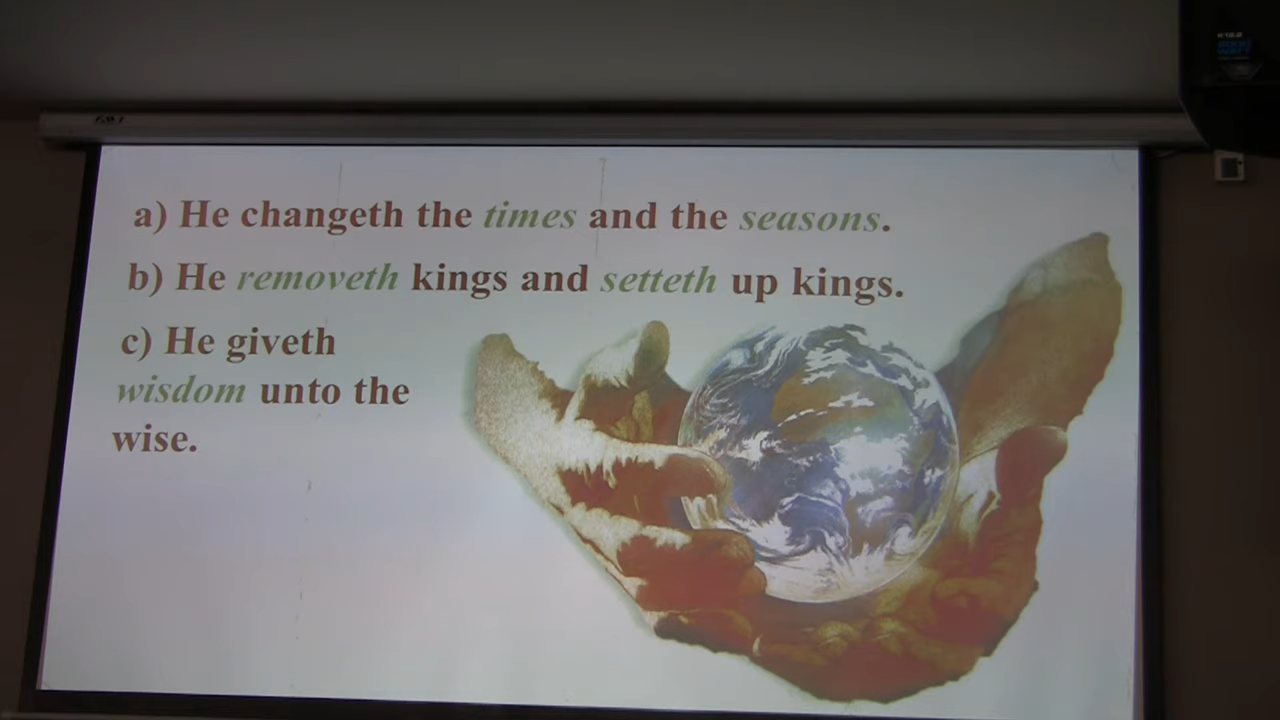 a) He changeth the times and the seasons.
b) He removeth kings and setteth up kings.
c) He giveth
wisdom unto the
wise.